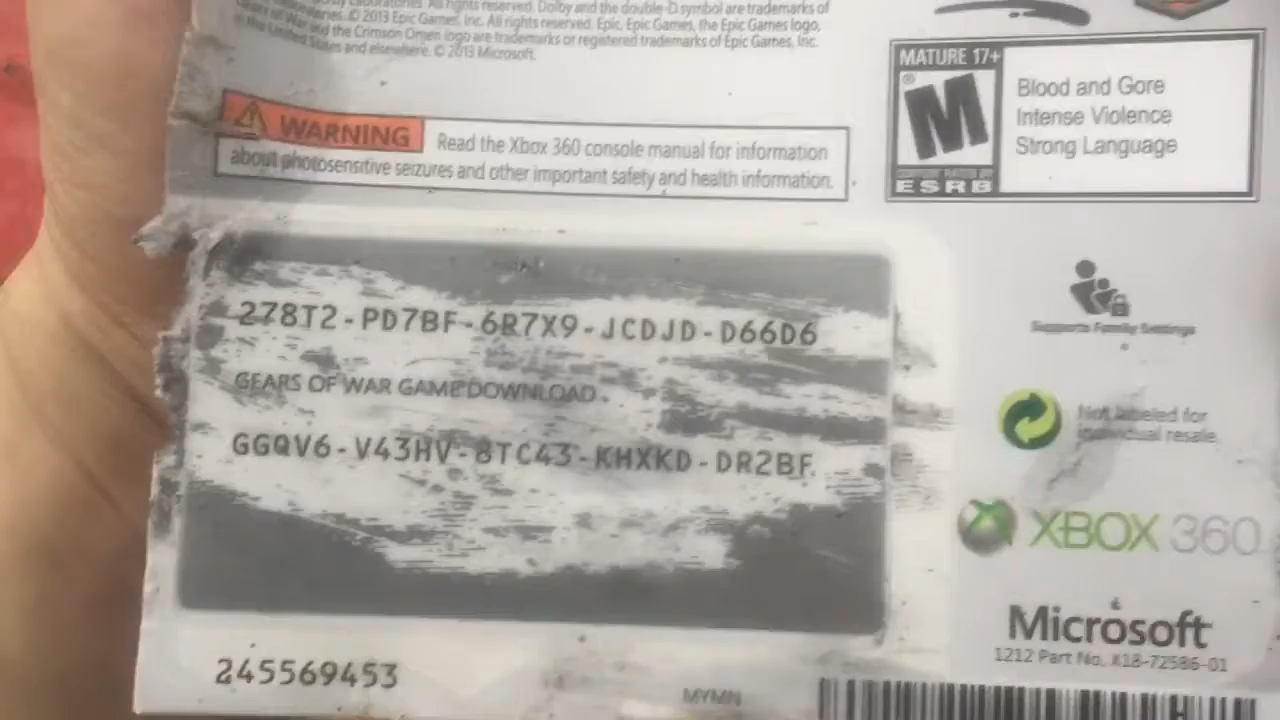 Laboratories. All rights reserved. Dolby and the double-D symbol are trademarks of
Laboratories. © 2013 Epic Games, Inc. All rights reserved. Epic, Epic Games, the Epic Games logo,
of War and the Crimson Omen logo are trademarks or registered trademarks of Epic Games, Inc.
the United States and elsewhere. © 2013 Microsoft.
MATURE 17+
M
ESRB
Blood and Gore
Intense Violence
Strong Language
WARNING Read the Xbox 360 console manual for information
about photosensitive seizures and other important safety and health information.
278T2-PD7BF-6R7X9-JCDJD-D66D6
GEARS OF WAR GAME DOWNLOAD
GGQV6-V43HV-8TC43-KHXKD-DR2BF
Supports Family Settings
Not labeled for
individual resale.
XBOX 360
Microsoft
1212 Part No. X18-72586-01
245569453
MYMN